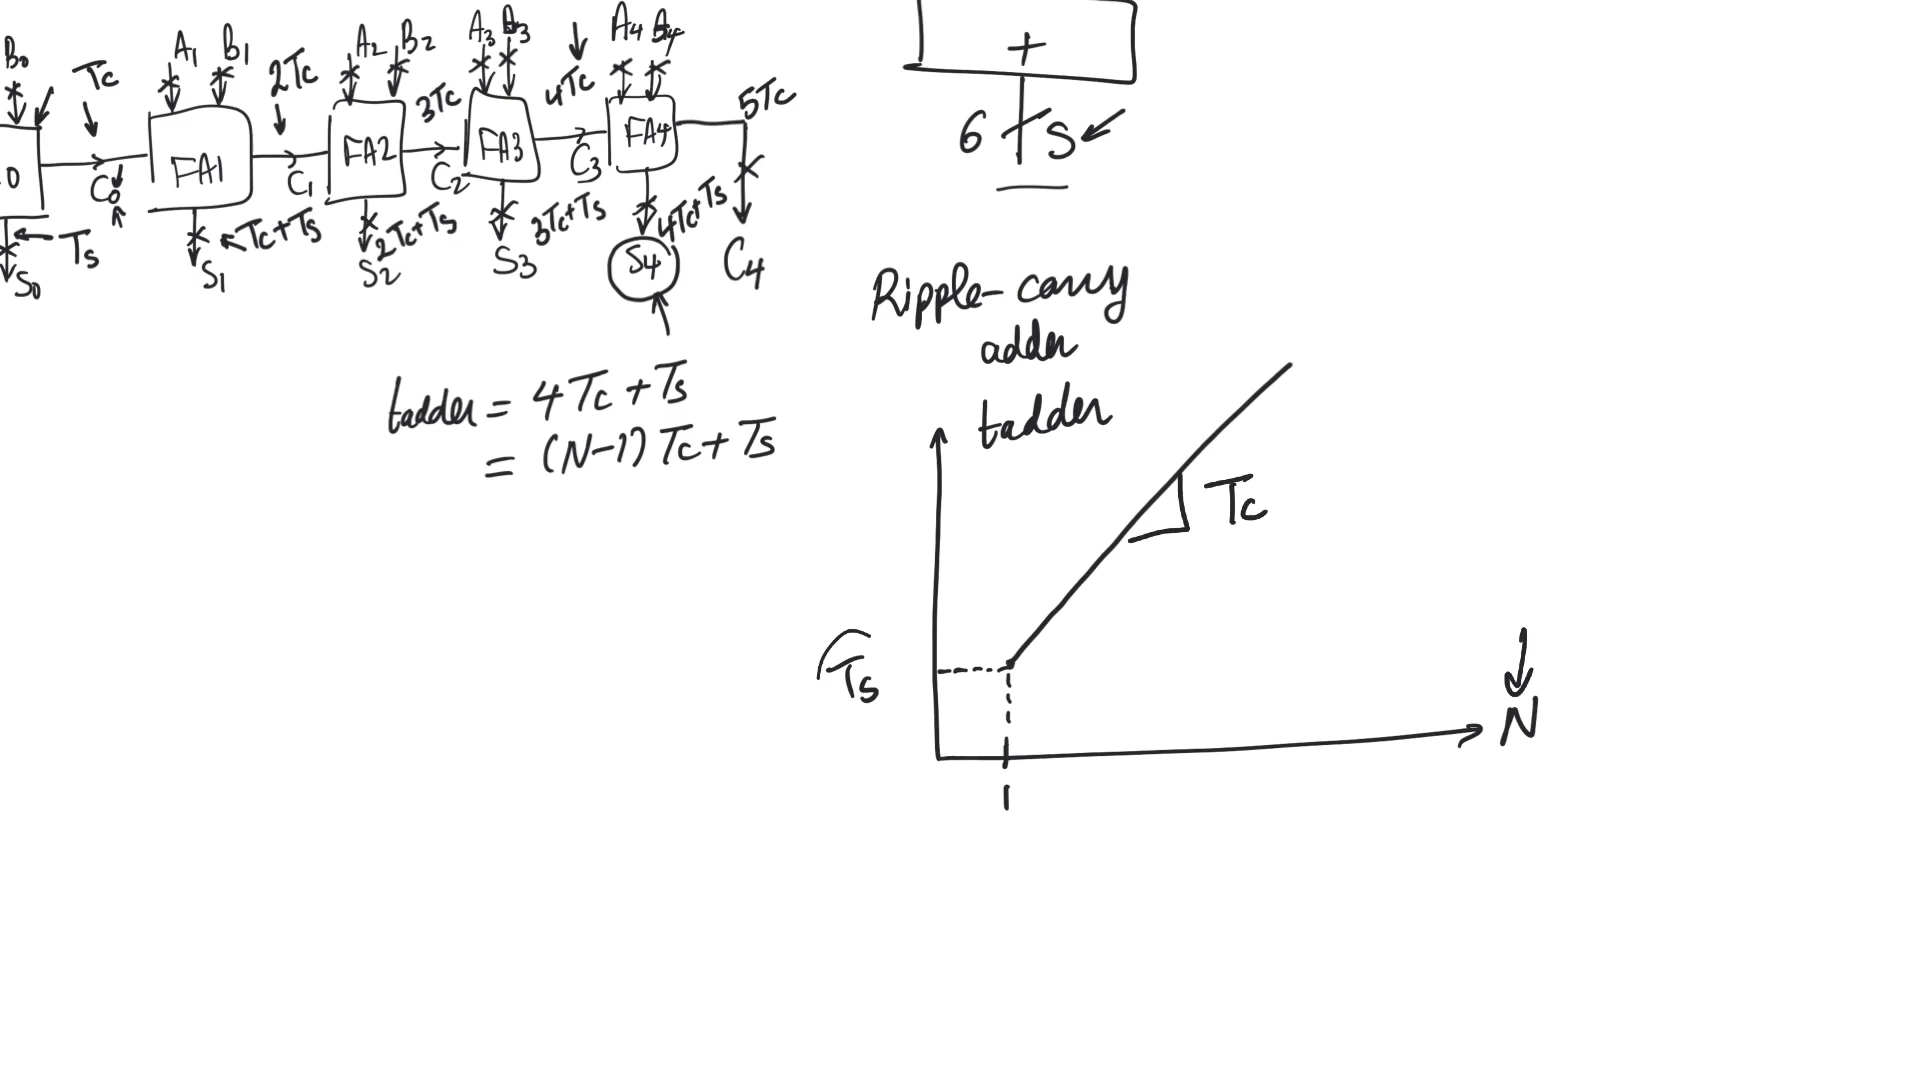 B0 Tc A1 B1 2Tc A2 B2 3Tc A3 B3 4Tc A4 B4 5Tc
0 C0 FA1 C1 FA2 C2 FA3 C3 FA4
Ts S0 Tc+Ts S1 2Tc+Ts S2 3Tc+Ts S3 4Tc+Ts S4 C4
+
6 S
Ripple-carry
adder
tadder = 4Tc+Ts
= (N-1)Tc+Ts
tadder
Tc
Ts
N
1